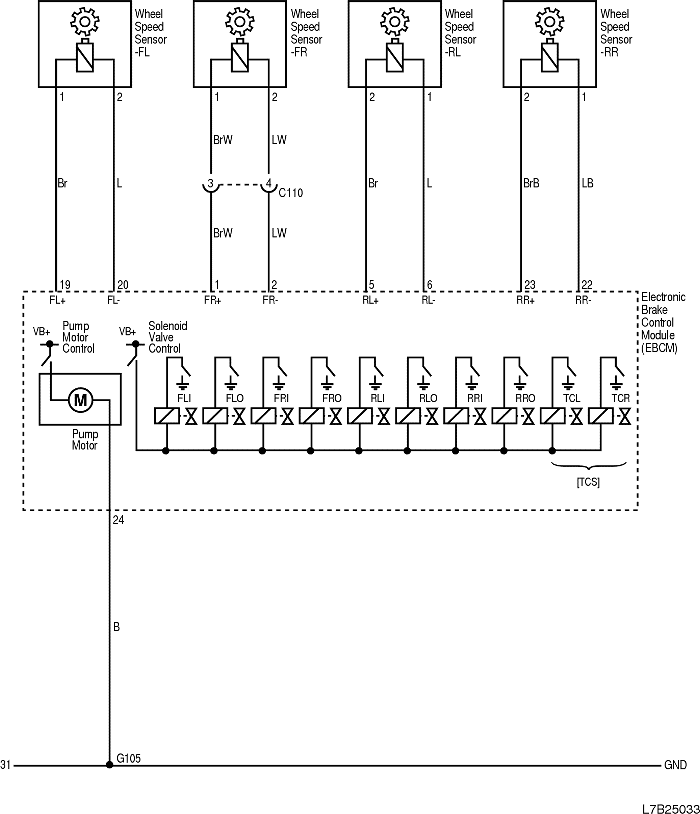 Wheel
Speed
Sensor
-FL
Wheel
Speed
Sensor
-FR
Wheel
Speed
Sensor
-RL
Wheel
Speed
Sensor
-RR
1 2 1 2 2 1 2 1
BrW LW
Br L 3 4 C110 Br L BrB LB
BrW LW
19 20 1 2 5 6 23 22
FL+ FL- FR+ FR- RL+ RL- RR+ RR-
Electronic
Brake
Control
Module
(EBCM)
VB+
Pump
Motor
Control
VB+
Solenoid
Valve
Control
FLI FLO FRI FRO RLI RLO RRI RRO TCL TCR
M
Pump
Motor
[TCS]
24
B
31 G105 GND
L7B25033